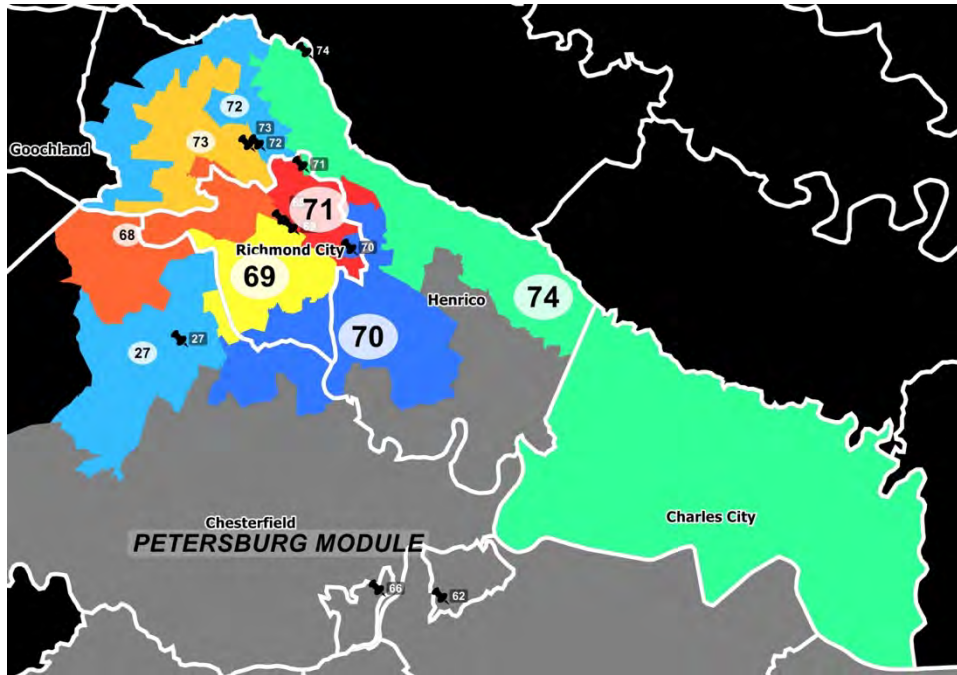 74
72
73
72
73
Goochland
71
71
68
Richmond City
70
69
Henrico
74
70
27
27
Chesterfield
PETERSBURG MODULE
Charles City
66
62